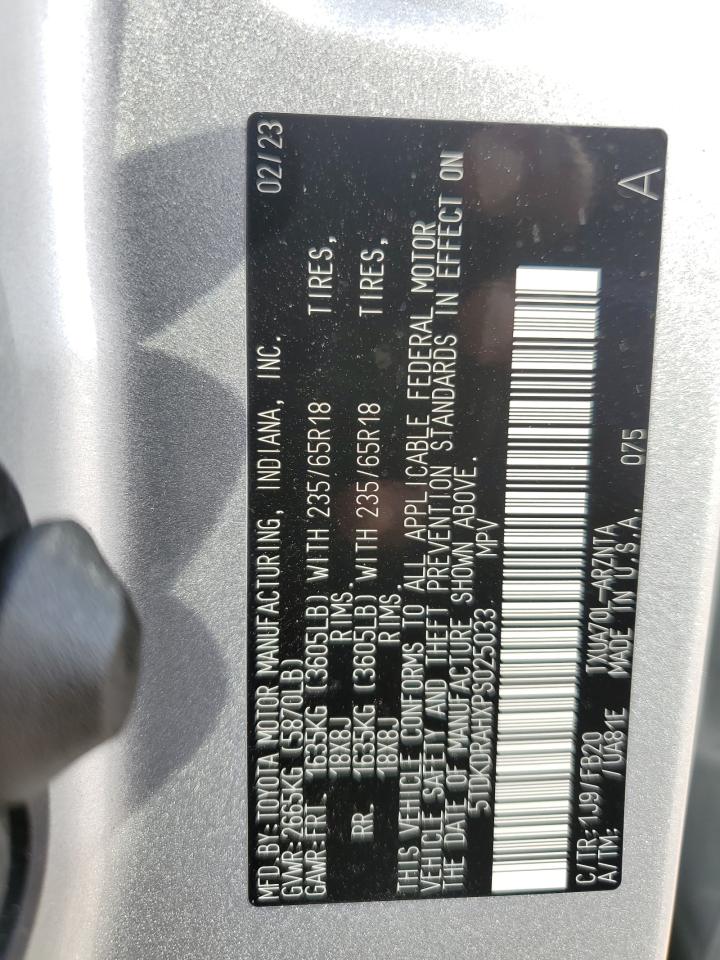 MFD.BY:TOYOTA MOTOR MANUFACTURING, INDIANA, INC. 02/23
GVWR:2665KG (5870LB)
GAWR:FRT. 1635KG (3605LB) WITH 235/65R18 TIRES,
18X8J RIMS
RR. 1635KG (3605LB) WITH 235/65R18 TIRES,
18X8J RIMS
THIS VEHICLE CONFORMS TO ALL APPLICABLE FEDERAL MOTOR
VEHICLE SAFETY AND THEFT PREVENTION STANDARDS IN EFFECT ON
THE DATE OF MANUFACTURE SHOWN ABOVE.
5TDKDRAHXPS025033 MPV
C/TR:1J9/FB20 TXUA70L-ARZNTA
A/TM: /UA81E MADE IN U.S.A. 075 A